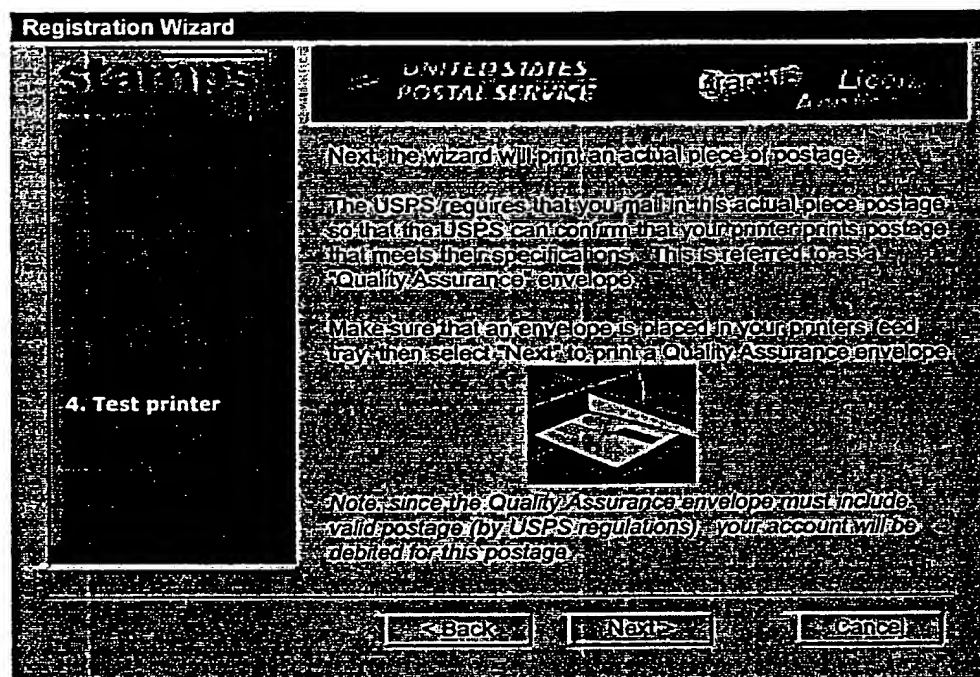 Registration Wizard
stamps
UNITED STATES
POSTAL SERVICE
Next, the wizard will print an actual piece of postage.
The USPS requires that you mail in this actual piece postage
so that the USPS can confirm that your printer prints postage
that meets their specifications. This is referred to as a
"Quality Assurance" envelope.
Make sure that an envelope is placed in your printers feed
tray, then select "Next" to print a Quality Assurance envelope.
4. Test printer
Note, since the Quality Assurance envelope must include
valid postage (by USPS regulations), your account will be
debited for this postage.
< Back
Next >
Cancel